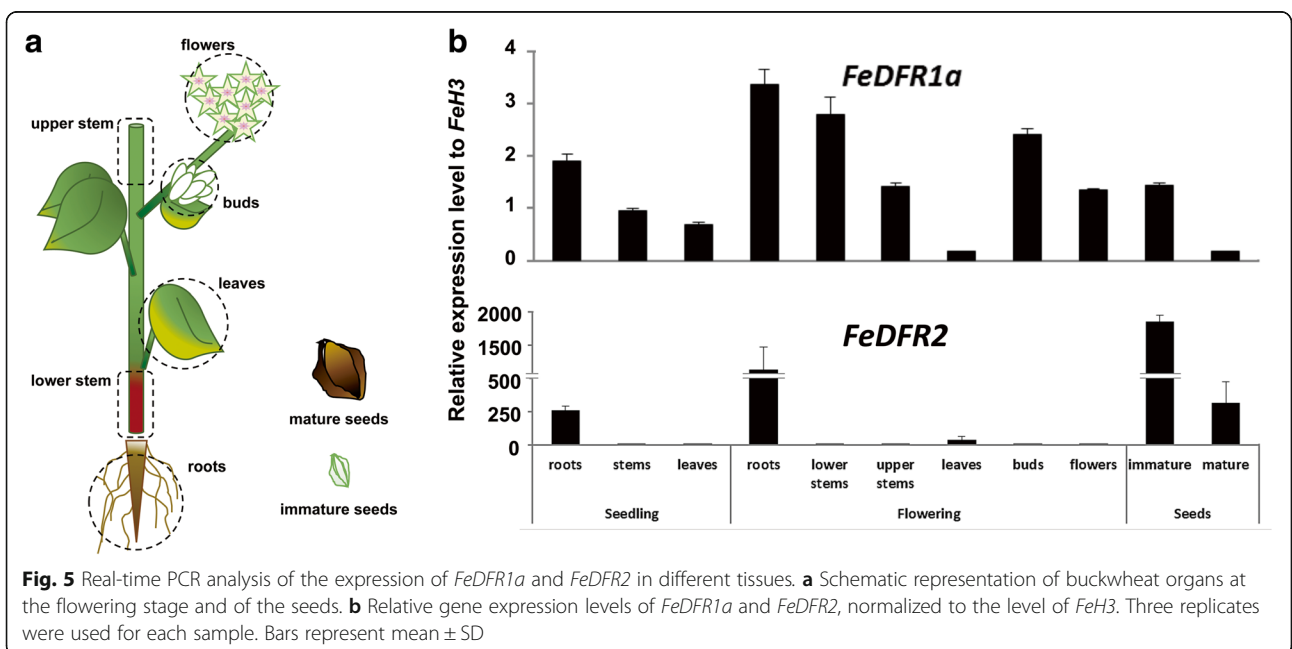 a
flowers
upper stem
buds
leaves
lower stem
mature seeds
roots
immature seeds
b
Relative expression level to FeH3
4
3
2
1
0
FeDFR1a
2000
1500
500
250
0
FeDFR2
roots stems leaves roots lower stems upper stems leaves buds flowers immature mature
Seedling Flowering Seeds
Fig. 5 Real-time PCR analysis of the expression of FeDFR1a and FeDFR2 in different tissues. a Schematic representation of buckwheat organs at
the flowering stage and of the seeds. b Relative gene expression levels of FeDFR1a and FeDFR2, normalized to the level of FeH3. Three replicates
were used for each sample. Bars represent mean ± SD